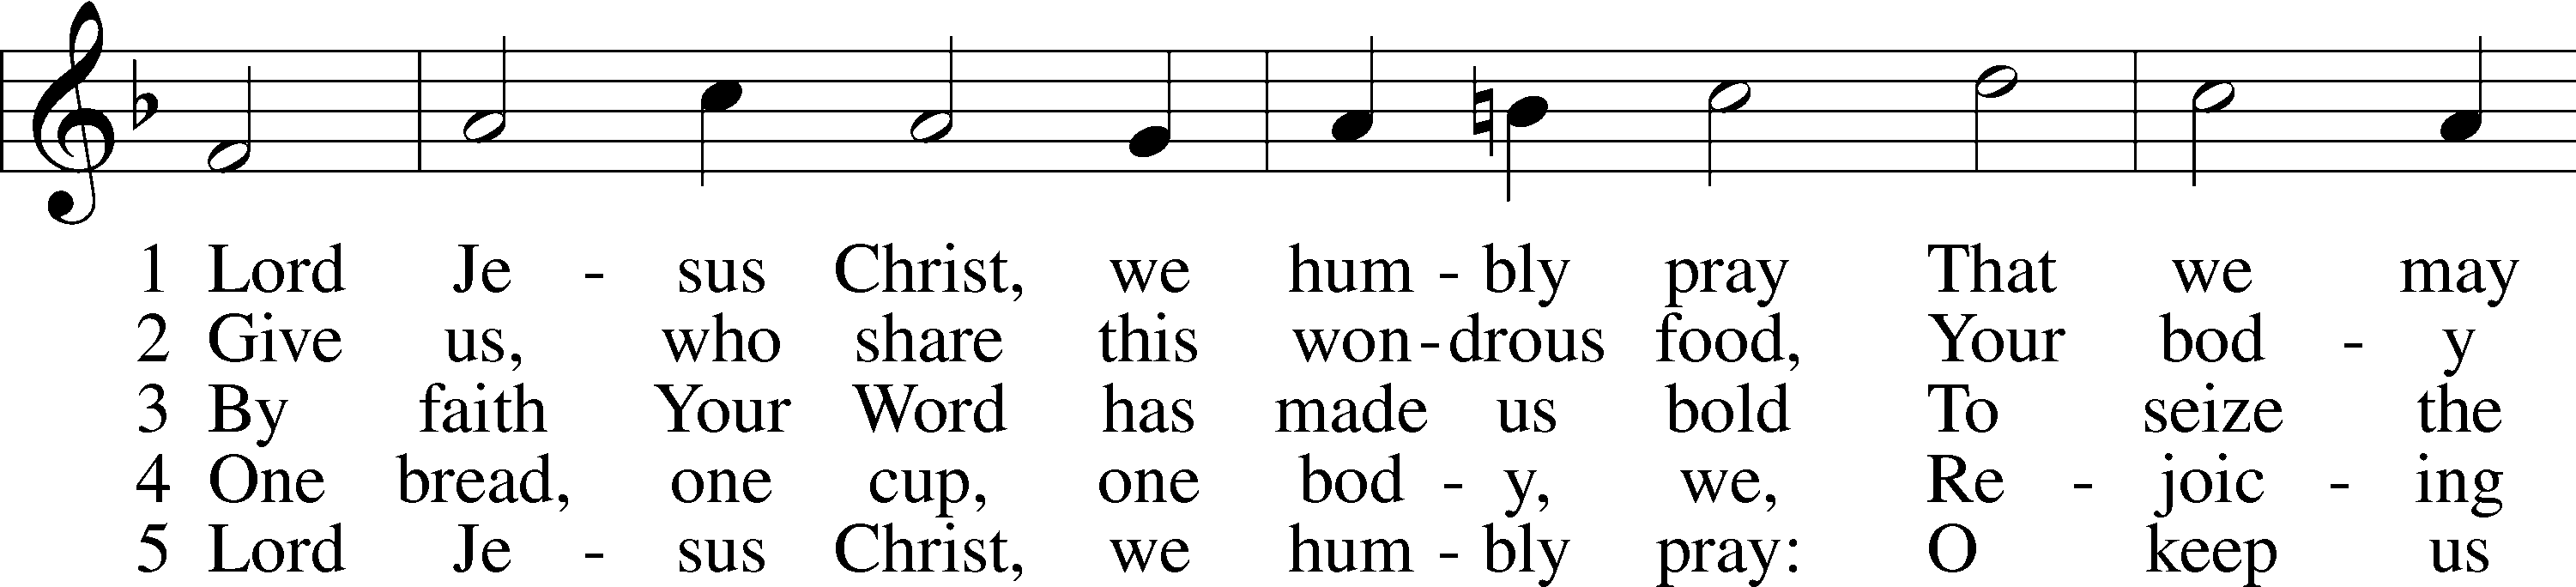 1 Lord Je - sus Christ, we hum - bly pray That we may
2 Give us, who share this won - drous food, Your bod - y
3 By faith Your Word has made us bold To seize the
4 One bread, one cup, one bod - y, we, Re - joic - ing
5 Lord Je - sus Christ, we hum - bly pray: O keep us